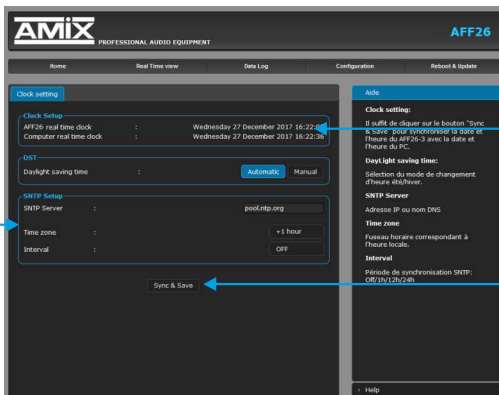 AMIX
PROFESSIONAL AUDIO EQUIPMENT
AFF26
Home Real Time view Data Log Configuration Reboot & Update
Clock setting
Clock Setup
AFF26 real time clock : Wednesday 27 December 2017
Computer real time clock : Wednesday 27 December 2017 16:22:36
DST
Daylight saving time : Automatic Manual
SNTP Setup
SNTP Server : pool.ntp.org
Time zone : +1 hour
Interval : OFF
Sync & Save
Aide
Clock setting:
Il suffit de cliquer sur le bouton "Sync
& Save" pour synchroniser la date et
l'heure du AFF26-3 avec la date et
l'heure du PC.
DayLight saving time:
Sélection du mode de changement
d'heure été/hiver.
SNTP Server
Adresse IP ou nom DNS
Time zone
Fuseau horaire correspondant à
l'heure locale.
Interval
Période de synchronisation SNTP:
Off/1h/12h/24h
› Help